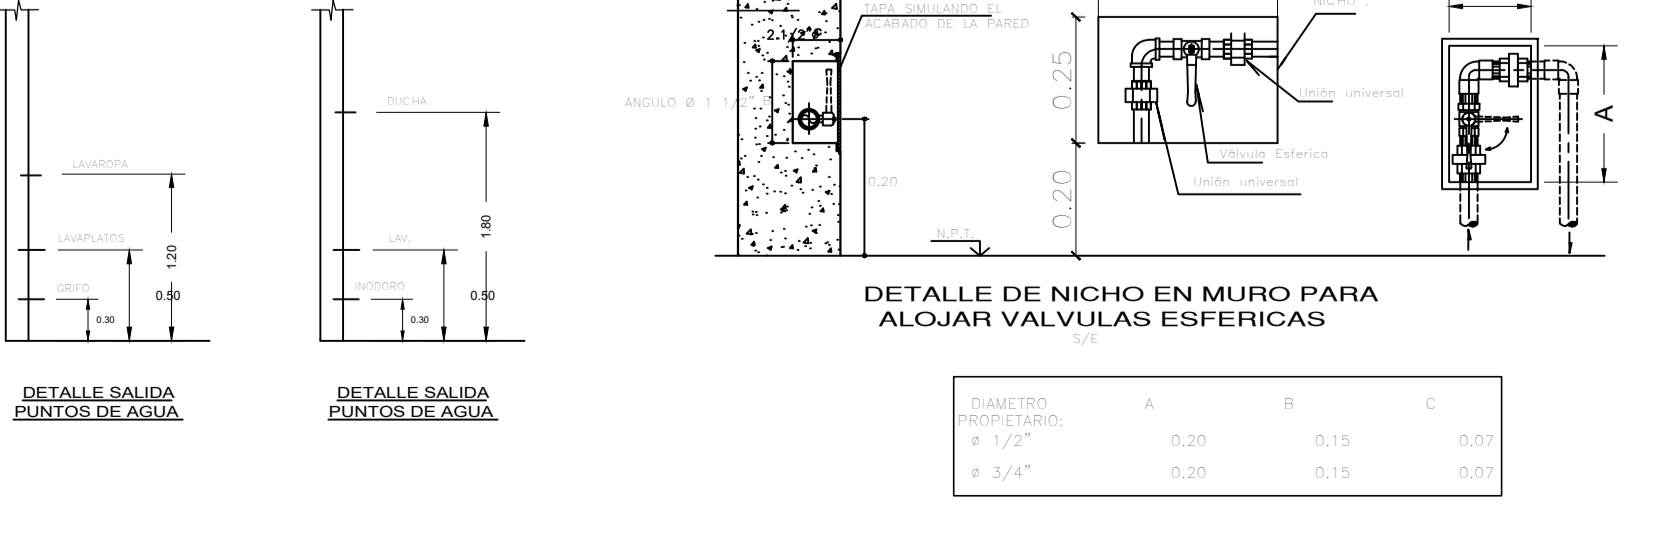 DUCHA
LAVAROPA
LAVAPLATOS
GRIFO
0.30
0.50
1.20
LAV.
INODORO
0.30
0.50
1.80
DETALLE SALIDA
PUNTOS DE AGUA
DETALLE SALIDA
PUNTOS DE AGUA
TAPA SIMULANDO EL
ACABADO DE LA PARED
ANGULO Ø 1 1/2" B
0.20
N.P.T.
0.25
0.20
NICHO .
Unión universal
Válvula Esferica
Unión universal
A
DETALLE DE NICHO EN MURO PARA
ALOJAR VALVULAS ESFERICAS
S/E
DIAMETRO A B C
PROPIETARIO:
ø 1/2" 0.20 0.15 0.07
ø 3/4" 0.20 0.15 0.07